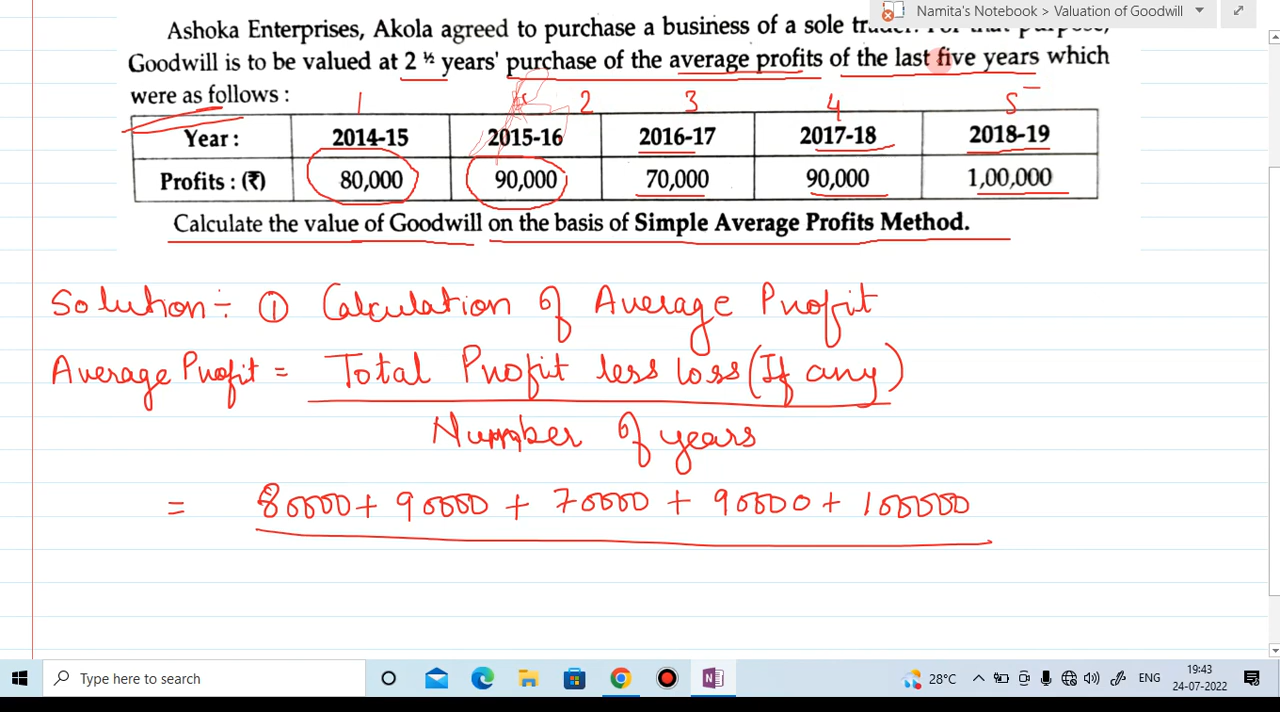 Namita's Notebook > Valuation of Goodwill
Ashoka Enterprises, Akola agreed to purchase a business of a sole trader. For that purpose,
Goodwill is to be valued at 2 ½ years' purchase of the average profits of the last five years which
were as follows :
1 2 3 4 5
Year : 2014-15 2015-16 2016-17 2017-18 2018-19
Profits : (₹) 80,000 90,000 70,000 90,000 1,00,000
Calculate the value of Goodwill on the basis of Simple Average Profits Method.
Solution :- ① Calculation of Average Profit
Average Profit = Total Profit less loss (If any)
Number of years
= 80000 + 90000 + 70000 + 90000 + 100000
Type here to search
28°C
ENG
19:43
24-07-2022